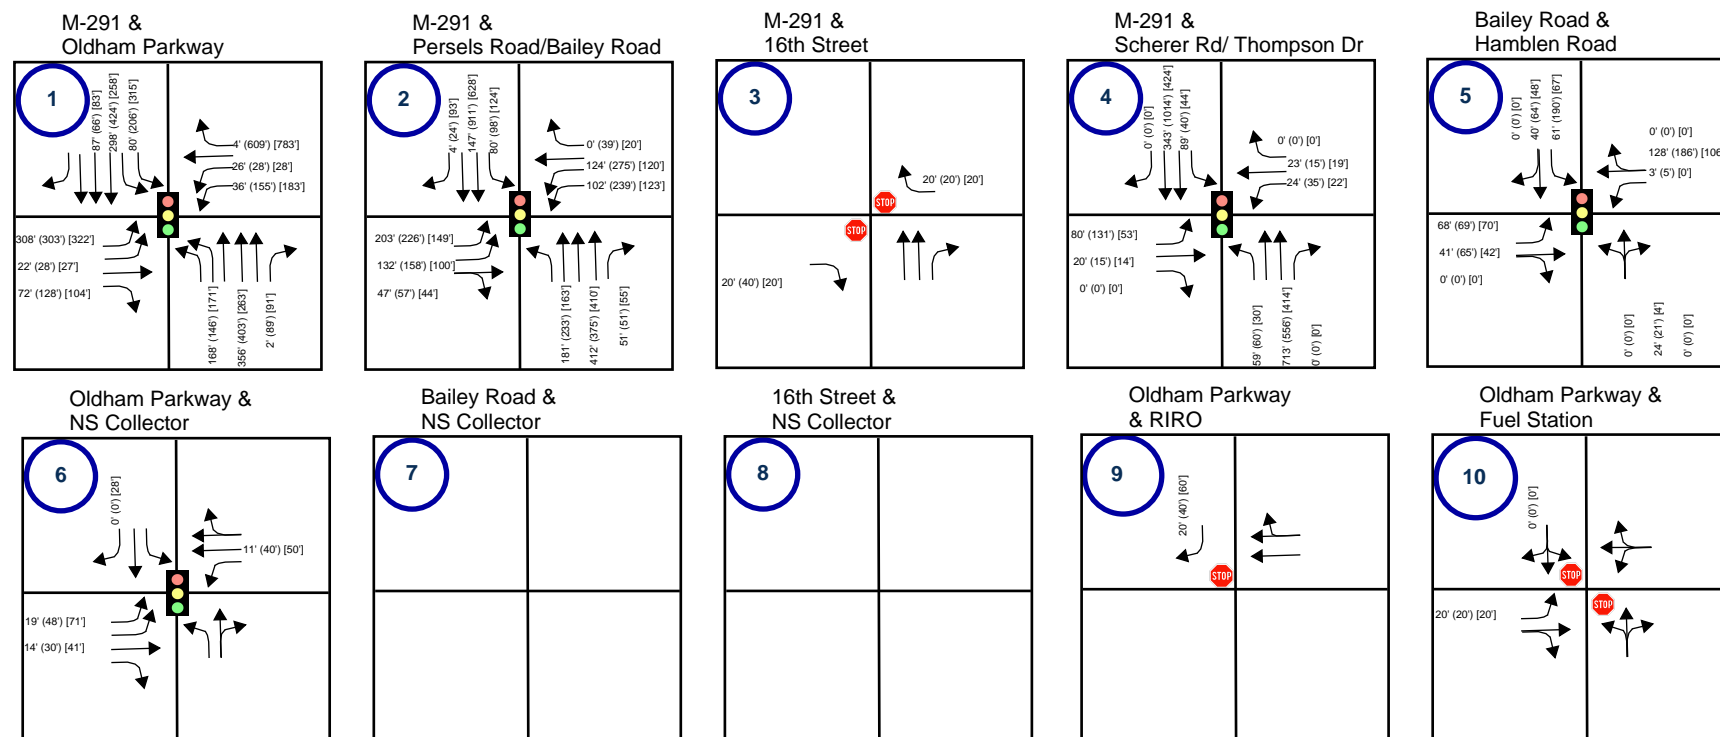 M-291 &
Oldham Parkway
1
87' (66') [83']
298' (424') [258']
80' (206') [315']
4' (609') [783']
26' (28') [28']
36' (155') [183']
308' (303') [322']
22' (28') [27']
72' (128') [104']
168' (146') [171']
356' (403') [263']
2' (89') [91']
M-291 &
Persels Road/Bailey Road
2
4' (24') [93']
147' (911') [628']
80' (98') [124']
0' (39') [20']
124' (275') [120']
102' (239') [123']
203' (226') [149']
132' (158') [100']
47' (57') [44']
181' (233') [163']
412' (375') [410']
51' (51') [55']
M-291 &
16th Street
3
20' (20') [20']
STOP
STOP
20' (40') [20']
M-291 &
Scherer Rd/ Thompson Dr
4
0' (0') [0']
343' (1014') [424']
89' (40') [44']
0' (0') [0']
23' (15') [19']
24' (35') [22']
80' (131') [53']
20' (15') [14']
0' (0') [0']
59' (60') [30']
713' (556') [414']
0' (0') [0']
Bailey Road &
Hamblen Road
5
0' (0') [0']
40' (64') [48']
61' (190') [67']
0' (0') [0']
128' (186') [106
3' (5') [0']
68' (69') [70']
41' (65') [42']
0' (0') [0']
0' (0') [0']
24' (21') [4']
0' (0') [0']
Oldham Parkway &
NS Collector
6
0' (0') [28']
11' (40') [50']
19' (48') [71']
14' (30') [41']
Bailey Road &
NS Collector
7
16th Street &
NS Collector
8
Oldham Parkway
& RIRO
9
20' (40') [60']
STOP
Oldham Parkway &
Fuel Station
10
0' (0') [0']
STOP
STOP
20' (20') [20']